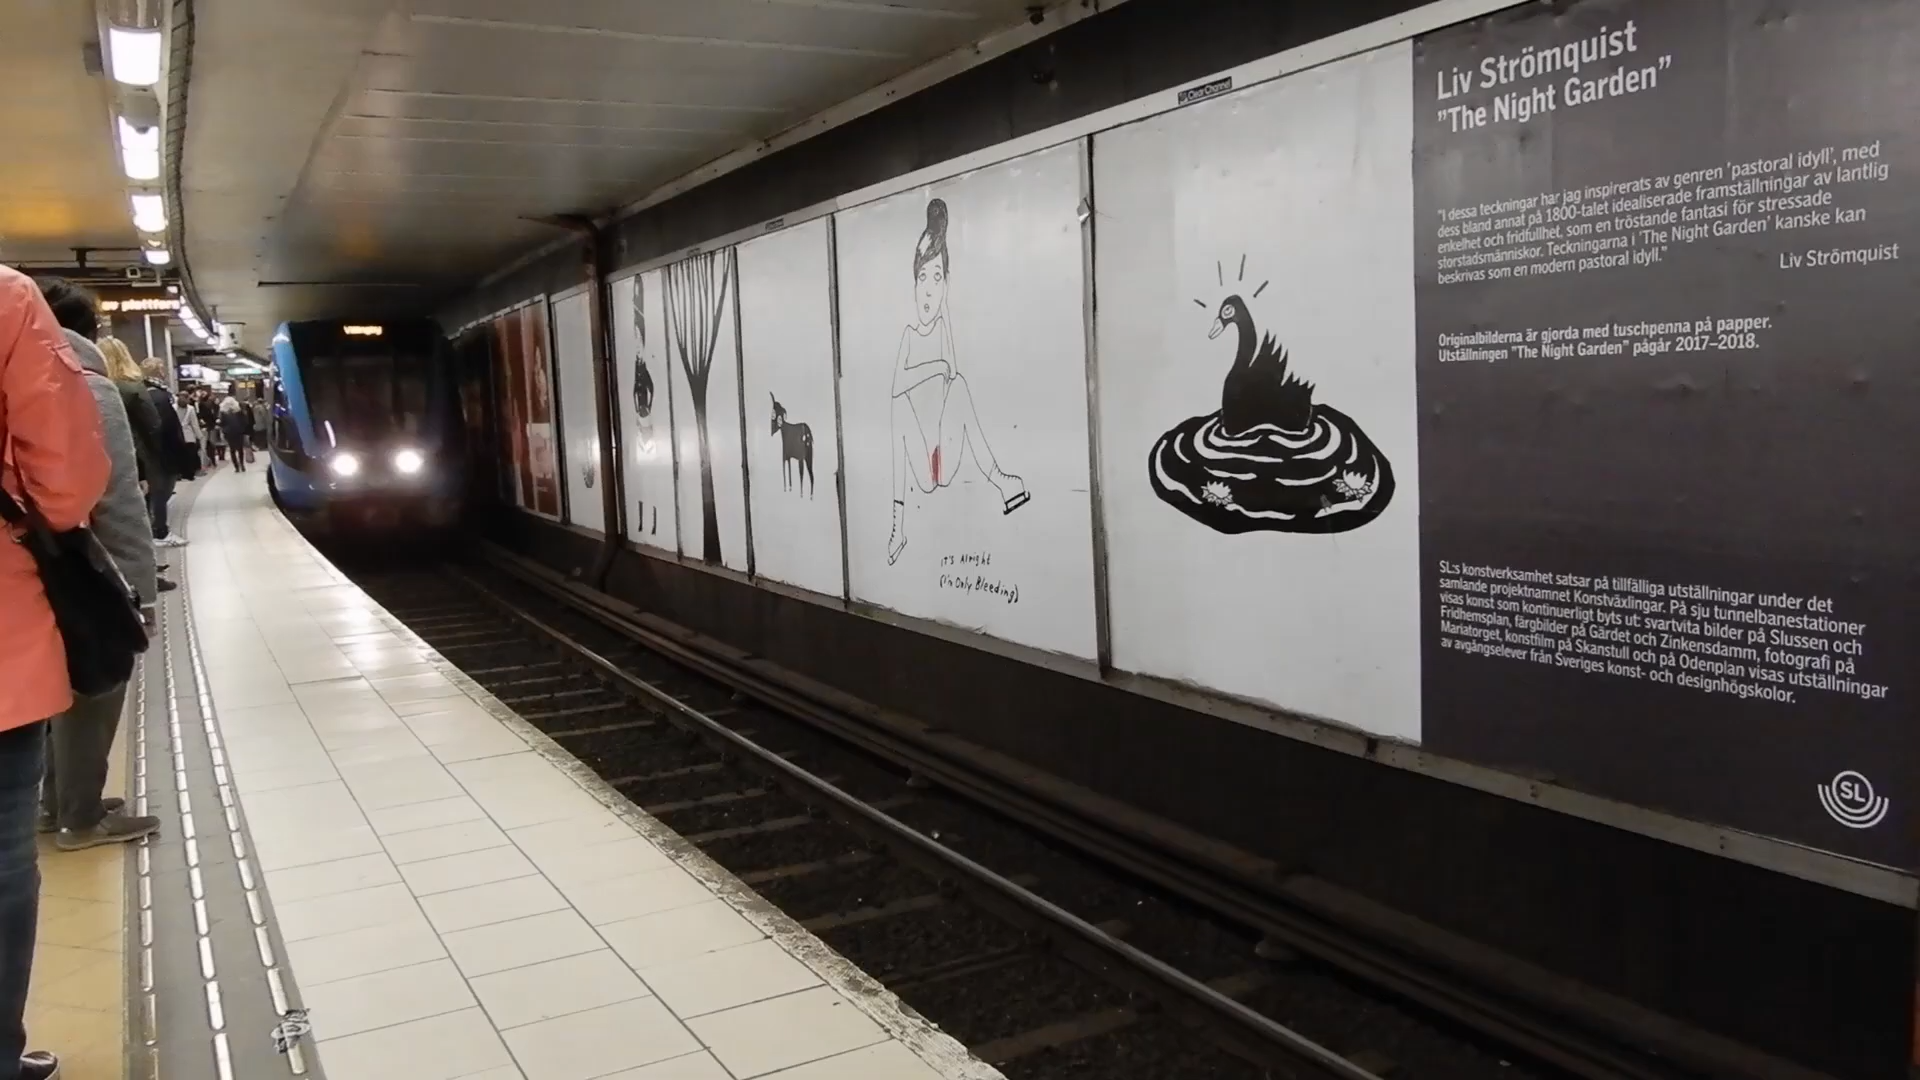 Liv Strömquist
"The Night Garden"
"I dessa teckningar har jag inspirerats av genren 'pastoral idyll', med
dess bland annat på 1800-talet idealiserade framställningar av lantlig
enkelhet och fridfullhet, som en tröstande fantasi för stressade
storstadsmänniskor. Teckningarna i 'The Night Garden' kanske kan
beskrivas som en modern pastoral idyll."
Liv Strömquist
Originalbilderna är gjorda med tuschpenna på papper.
Utställningen "The Night Garden" pågår 2017–2018.
SL:s konstverksamhet satsar på tillfälliga utställningar under det
samlande projektnamnet Konstväxlingar. På sju tunnelbanestationer
visas konst som kontinuerligt byts ut: svartvita bilder på Slussen och
Fridhemsplan, färgbilder på Gärdet och Zinkensdamm, fotografi på
Mariatorget, konstfilm på Skanstull och på Odenplan visas utställningar
av avgångselever från Sveriges konst- och designhögskolor.
SL
Clear Channel
It's Alright
(I'm Only Bleeding)
av plattform
Vällingby